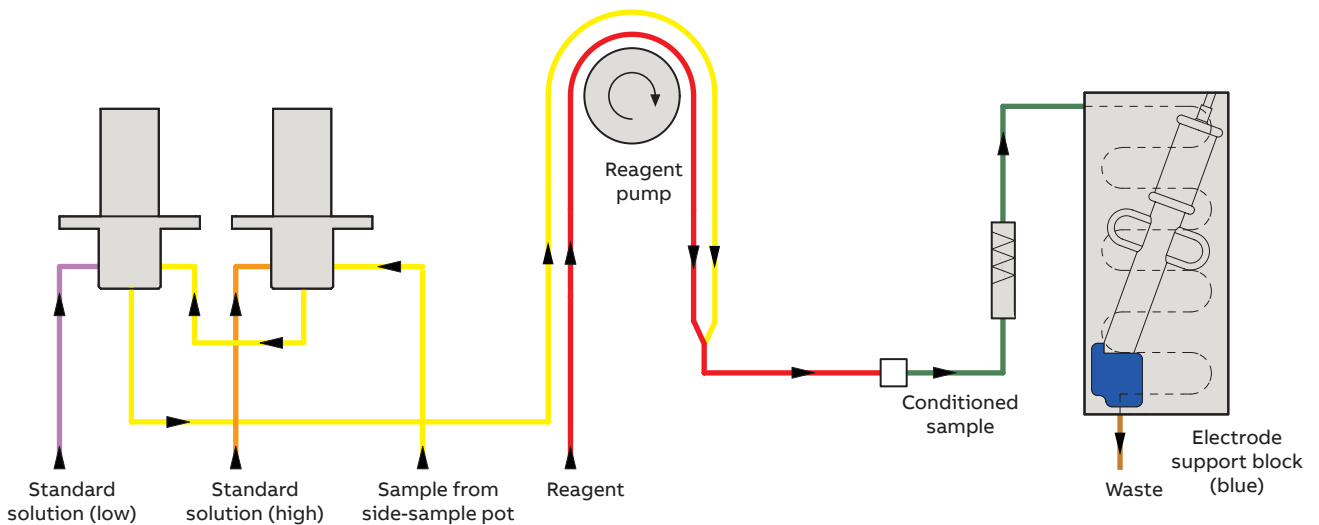 Reagent
pump
Conditioned
sample
Electrode
support block
(blue)
Standard
solution (low)
Standard
solution (high)
Sample from
side-sample pot
Reagent
Waste